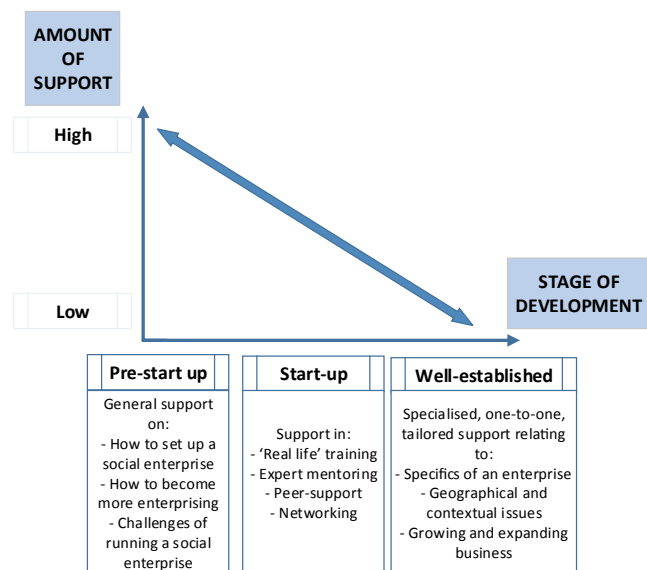 AMOUNT
OF
SUPPORT
High
Low
STAGE OF
DEVELOPMENT
Pre-start up
General support
on:
- How to set up a
social enterprise
- How to become
more enterprising
- Challenges of
running a social
enterprise
Start-up
Support in:
- ‘Real life’ training
- Expert mentoring
- Peer-support
- Networking
Well-established
Specialised, one-to-one,
tailored support relating
to:
- Specifics of an enterprise
- Geographical and
contextual issues
- Growing and expanding
business